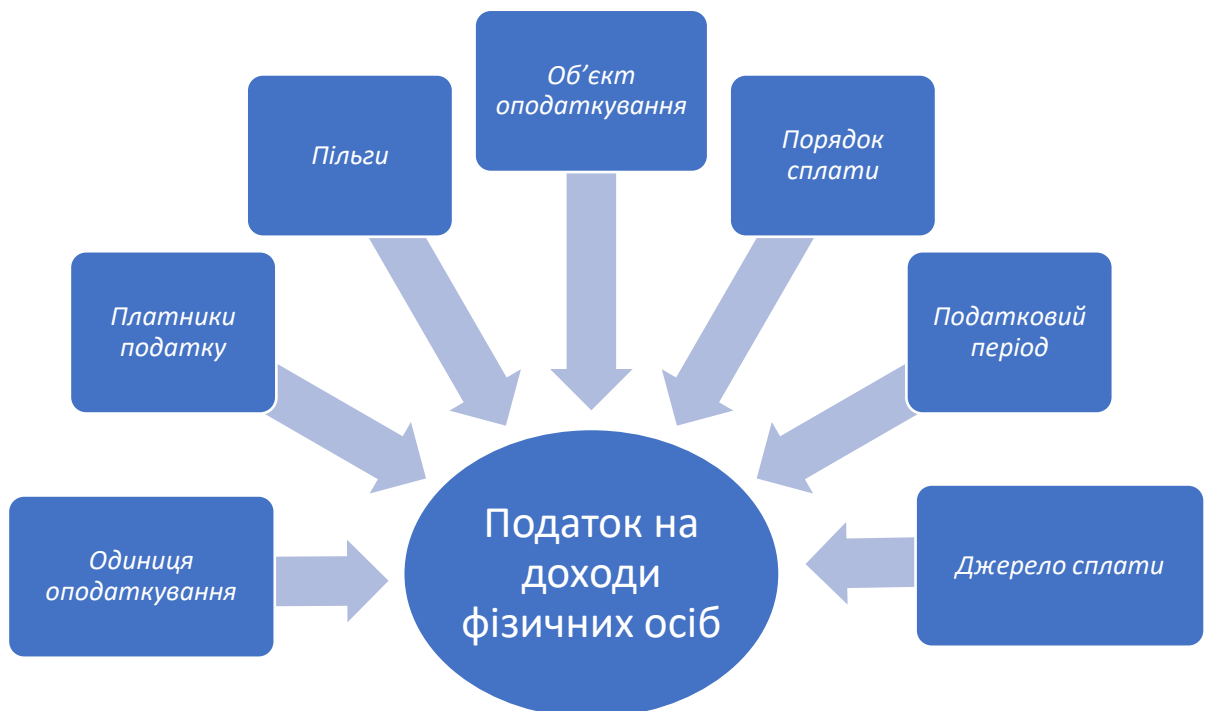 Об’єкт
оподаткування
Пільги
Порядок
сплати
Платники
податку
Податковий
період
Одиниця
оподаткування
Податок на
доходи
фізичних осіб
Джерело сплати